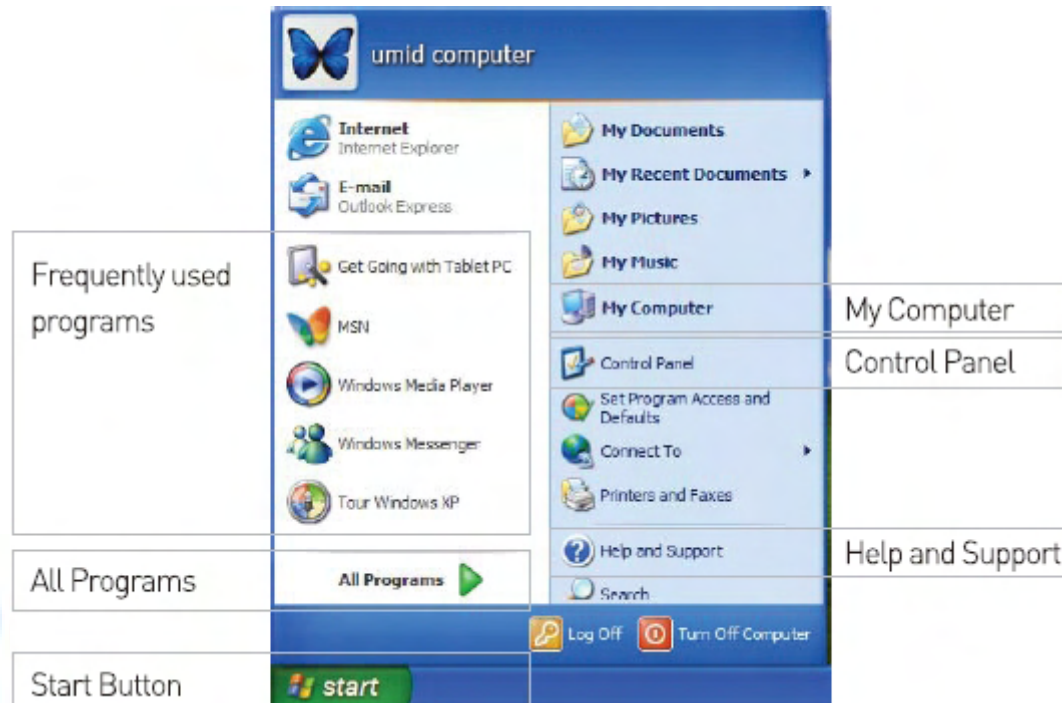 umid computer
Internet
Internet Explorer
E-mail
Outlook Express
Get Going with Tablet PC
MSN
Windows Media Player
Windows Messenger
Tour Windows XP
All Programs
My Documents
My Recent Documents
My Pictures
My Music
My Computer
Control Panel
Set Program Access and
Defaults
Connect To
Printers and Faxes
Help and Support
Search
Log Off
Turn Off Computer
start
Frequently used
programs
All Programs
Start Button
My Computer
Control Panel
Help and Support